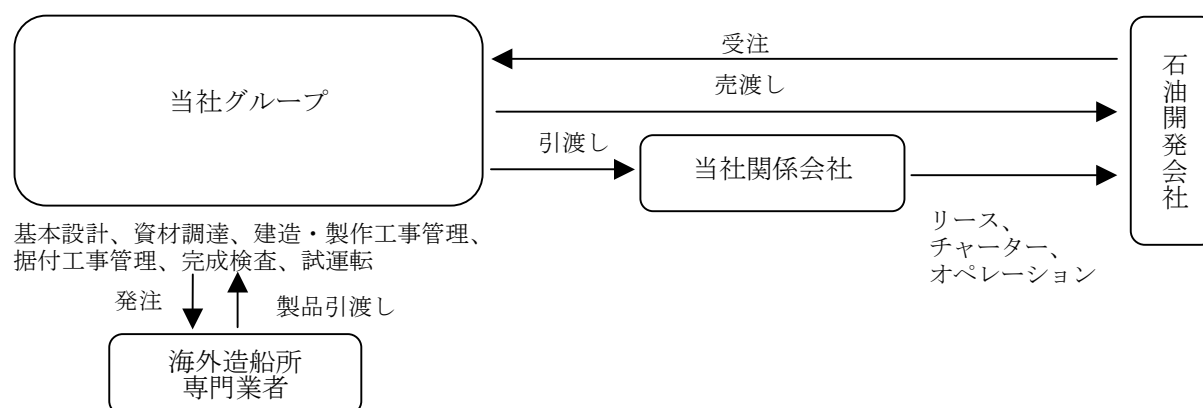 受注
当社グループ
売渡し
石油開発会社
引渡し
当社関係会社
リース、
チャーター、
オペレーション
基本設計、資材調達、建造・製作工事管理、
据付工事管理、完成検査、試運転
発注
製品引渡し
海外造船所
専門業者